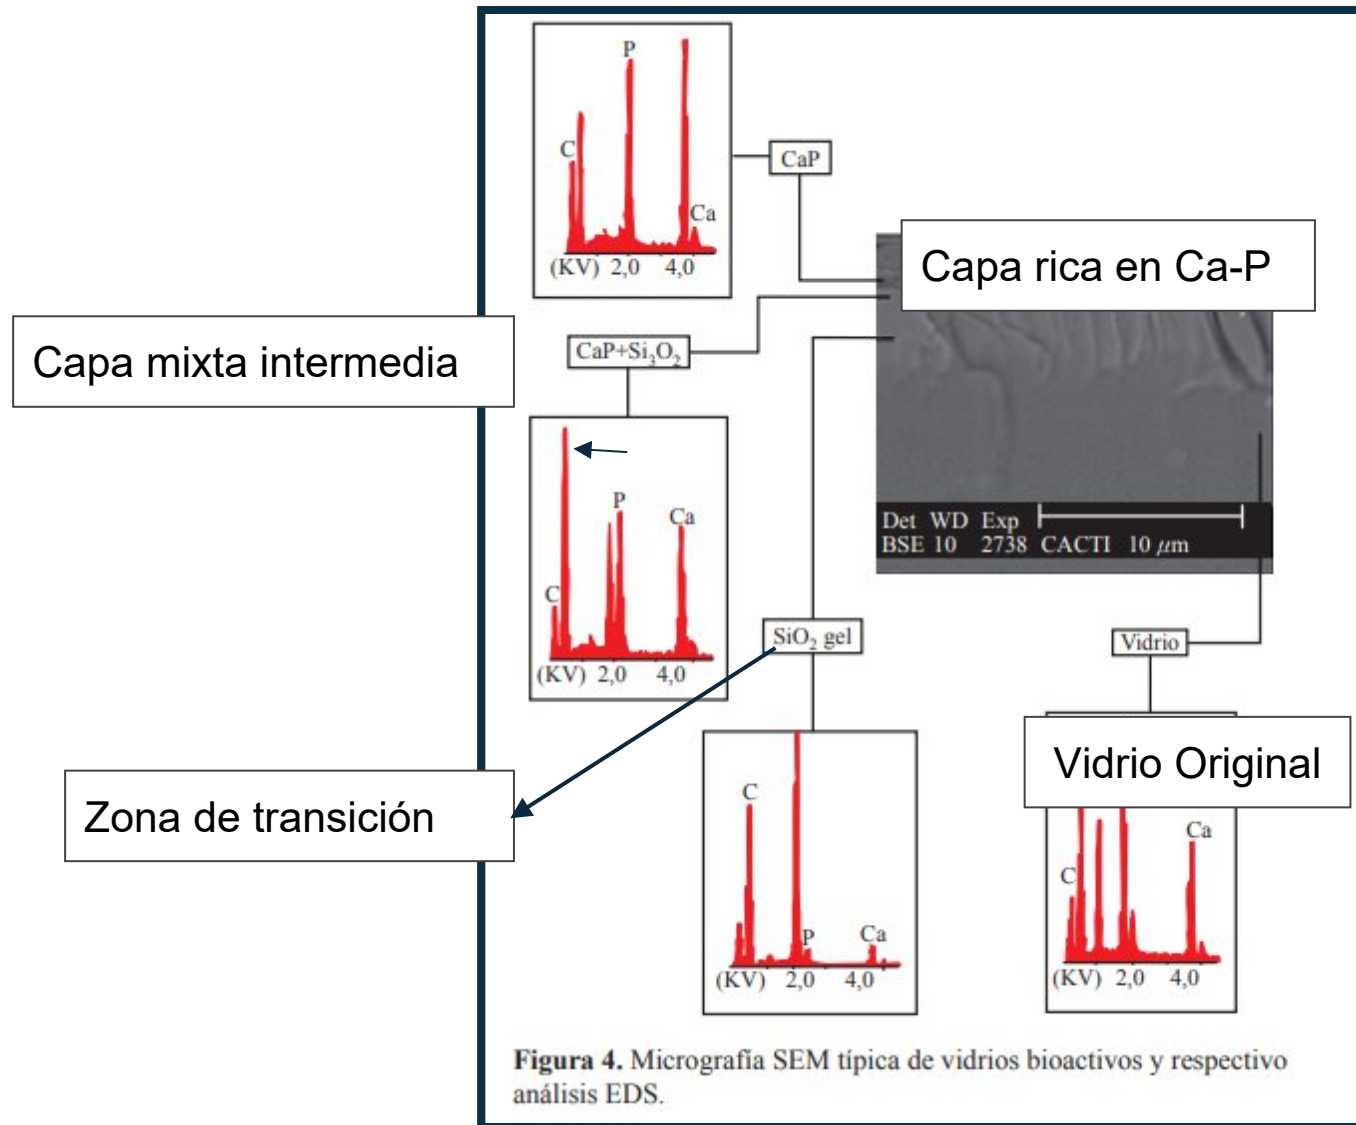 P
C
Ca
(KV) 2,0 4,0
CaP
Capa rica en Ca-P
Capa mixta intermedia
CaP+Si₃O₂
P
Ca
C
(KV) 2,0 4,0
Det WD Exp
BSE 10 2738 CACTI 10 μm
SiO₂ gel
Vidrio
Zona de transición
Vidrio Original
C
P
Ca
(KV) 2,0 4,0
Ca
C
(KV) 2,0 4,0
Figura 4. Micrografía SEM típica de vidrios bioactivos y respectivo
análisis EDS.